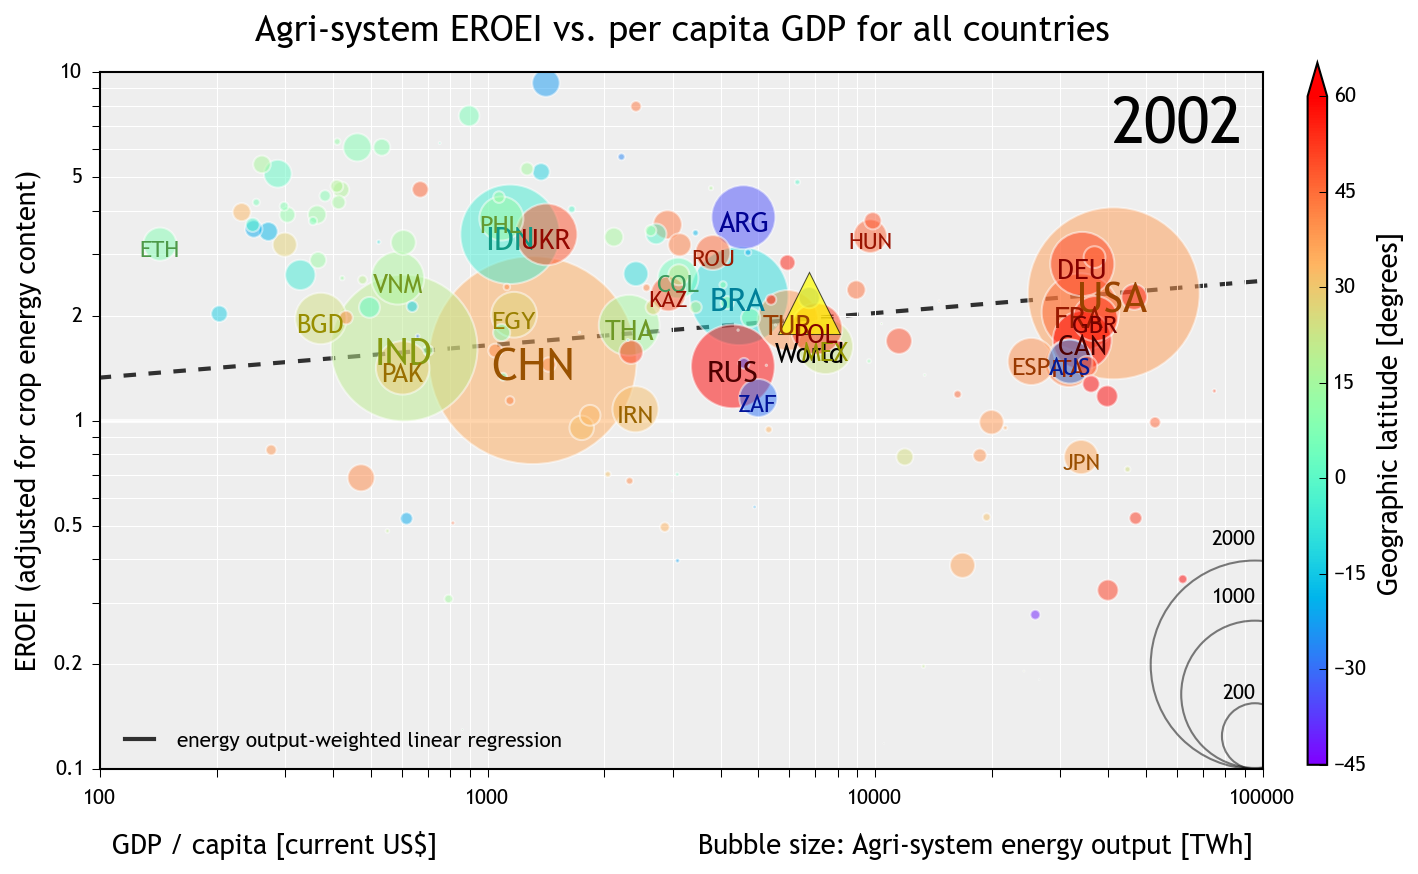 Agri-system EROEI vs. per capita GDP for all countries
2002
EROEI (adjusted for crop energy content)
10
5
2
1
0.5
0.2
0.1
ETH
BGD
VNM
IND
PAK
PHL
IDN
UKR
EGY
CHN
THA
IRN
COL
KAZ
ROU
ARG
BRA
RUS
ZAF
TUR
POL
World
HUN
DEU
USA
FRA
GBR
CAN
ESP
AUS
JPN
2000
1000
200
energy output-weighted linear regression
100
1000
10000
100000
GDP / capita [current US$]
Bubble size: Agri-system energy output [TWh]
60
45
30
15
0
−15
−30
−45
Geographic latitude [degrees]